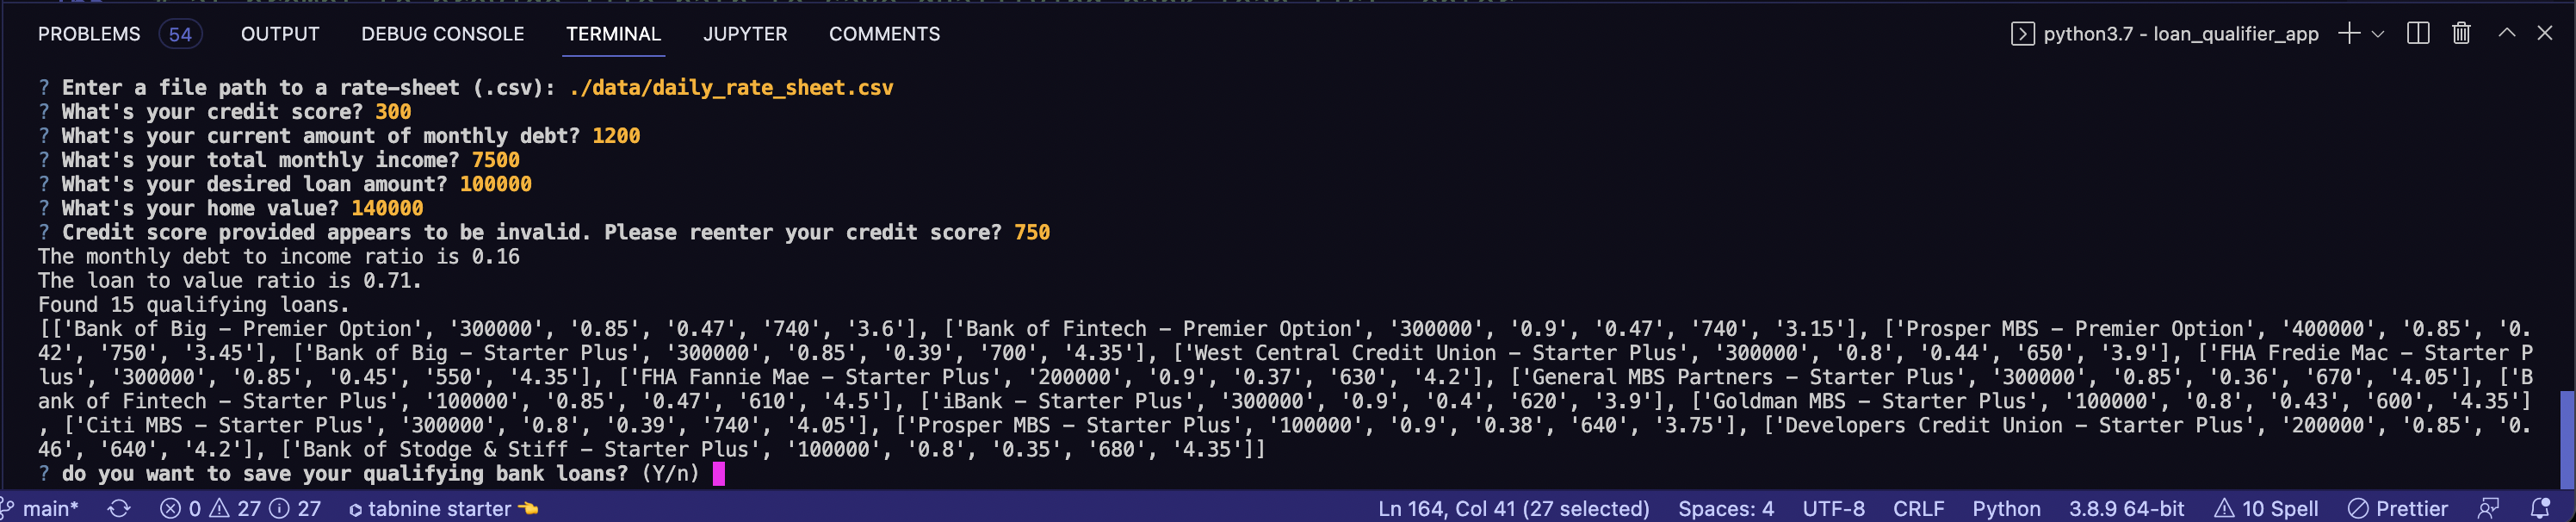 PROBLEMS 54 OUTPUT DEBUG CONSOLE TERMINAL JUPYTER COMMENTS python3.7 - loan_qualifier_app
? Enter a file path to a rate-sheet (.csv): ./data/daily_rate_sheet.csv
? What's your credit score? 300
? What's your current amount of monthly debt? 1200
? What's your total monthly income? 7500
? What's your desired loan amount? 100000
? What's your home value? 140000
? Credit score provided appears to be invalid. Please reenter your credit score? 750
The monthly debt to income ratio is 0.16
The loan to value ratio is 0.71.
Found 15 qualifying loans.
[['Bank of Big - Premier Option', '300000', '0.85', '0.47', '740', '3.6'], ['Bank of Fintech - Premier Option', '300000', '0.9', '0.47', '740', '3.15'], ['Prosper MBS - Premier Option', '400000', '0.85', '0.
42', '750', '3.45'], ['Bank of Big - Starter Plus', '300000', '0.85', '0.39', '700', '4.35'], ['West Central Credit Union - Starter Plus', '300000', '0.8', '0.44', '650', '3.9'], ['FHA Fredie Mac - Starter P
lus', '300000', '0.85', '0.45', '550', '4.35'], ['FHA Fannie Mae - Starter Plus', '200000', '0.9', '0.37', '630', '4.2'], ['General MBS Partners - Starter Plus', '300000', '0.85', '0.36', '670', '4.05'], ['B
ank of Fintech - Starter Plus', '100000', '0.85', '0.47', '610', '4.5'], ['iBank - Starter Plus', '300000', '0.9', '0.4', '620', '3.9'], ['Goldman MBS - Starter Plus', '100000', '0.8', '0.43', '600', '4.35']
, ['Citi MBS - Starter Plus', '300000', '0.8', '0.39', '740', '4.05'], ['Prosper MBS - Starter Plus', '100000', '0.9', '0.38', '640', '3.75'], ['Developers Credit Union - Starter Plus', '200000', '0.85', '0.
46', '640', '4.2'], ['Bank of Stodge & Stiff - Starter Plus', '100000', '0.8', '0.35', '680', '4.35']]
? do you want to save your qualifying bank loans? (Y/n)
main* 0 27 27 tabnine starter Ln 164, Col 41 (27 selected) Spaces: 4 UTF-8 CRLF Python 3.8.9 64-bit 10 Spell Prettier